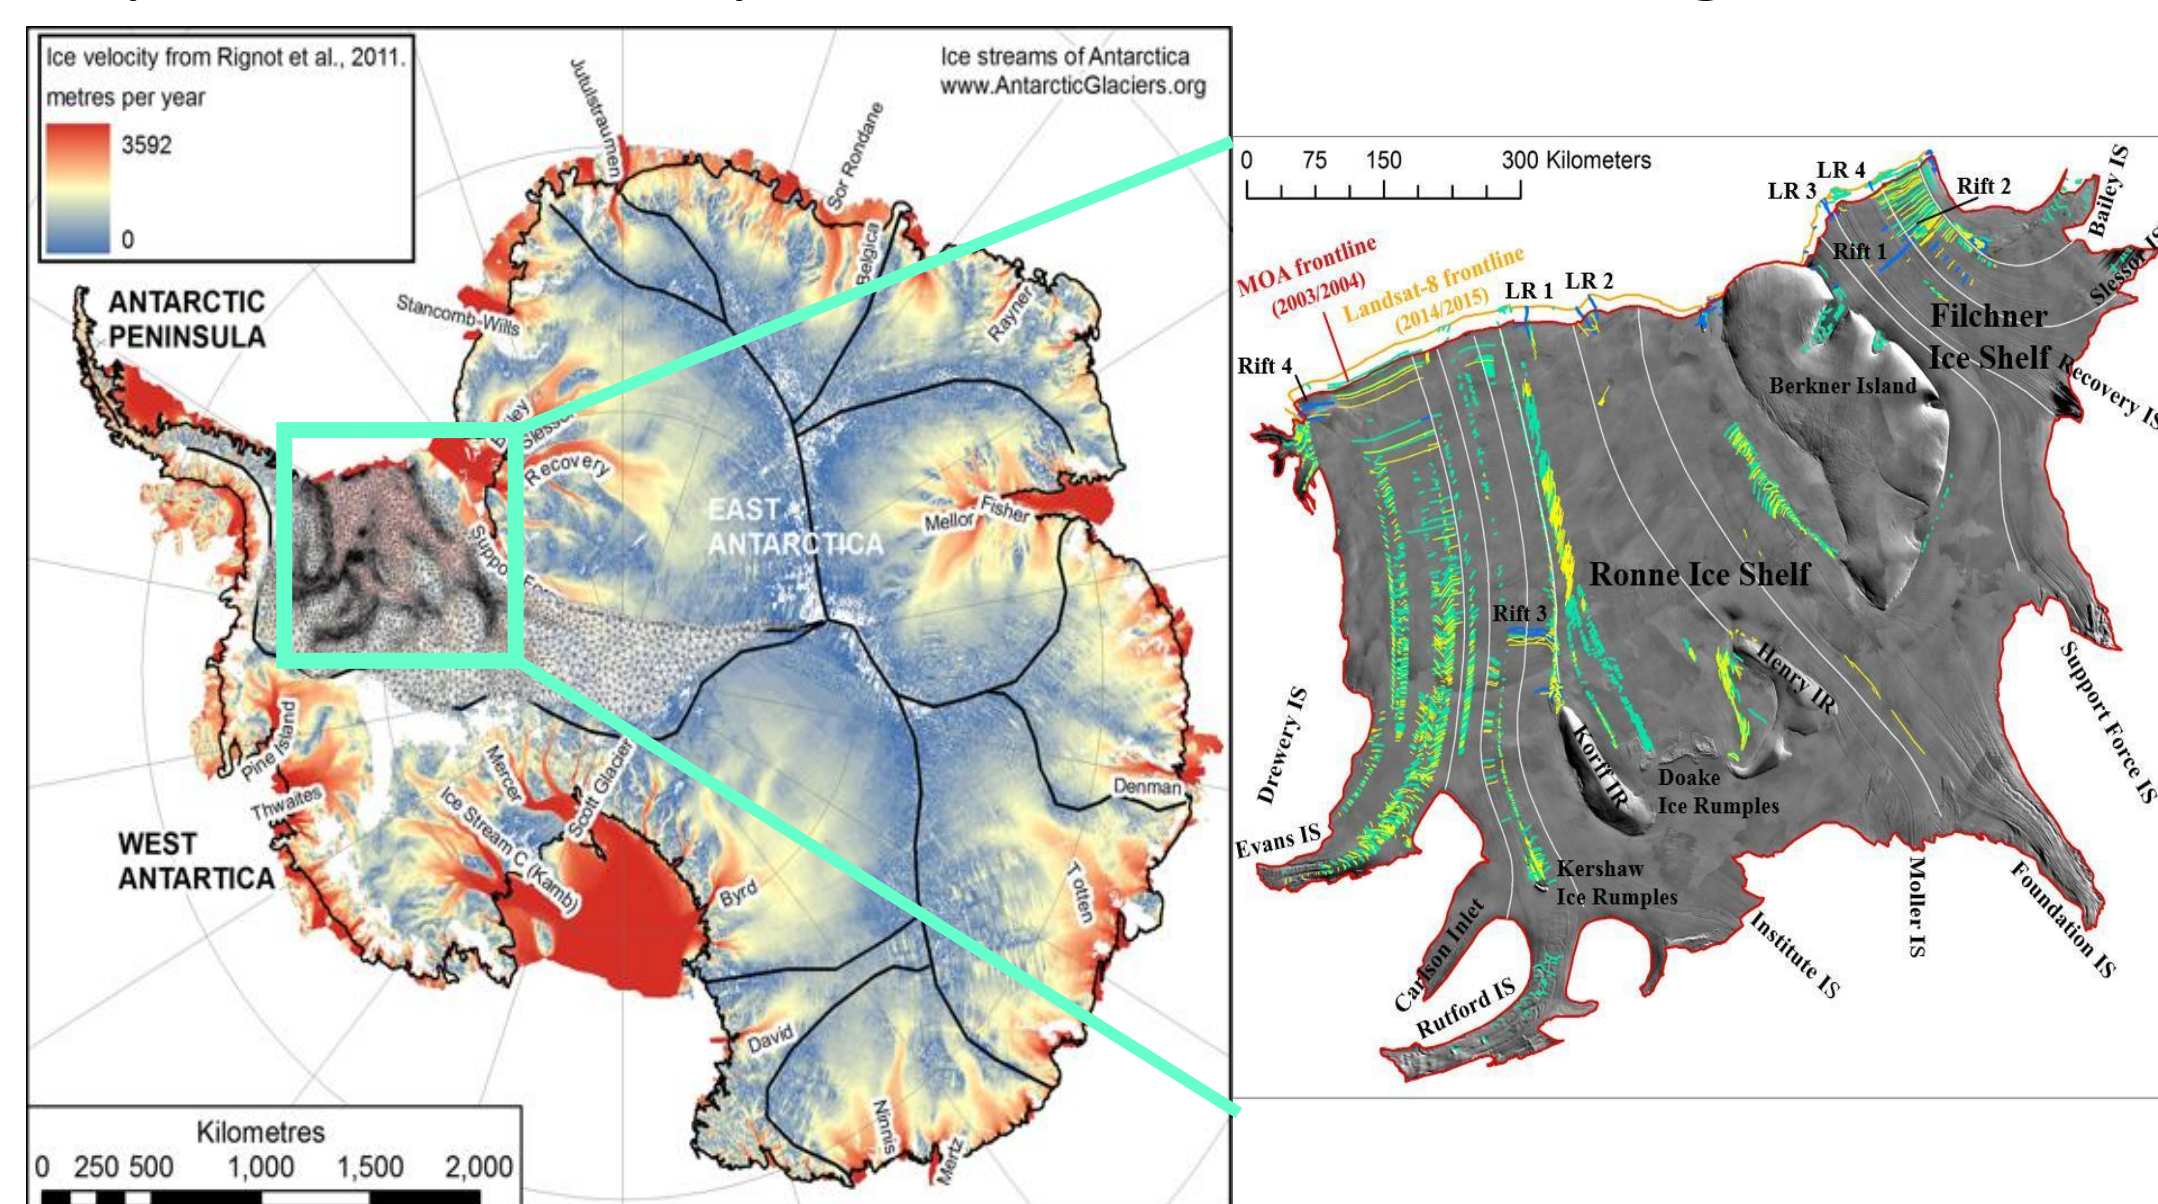 Ice velocity from Rignot et al., 2011.
metres per year
3592
0
Ice streams of Antarctica
www.AntarcticGlaciers.org
Jutulstraumen
Sor Rondane
Belgica
Rayner
Stancomb-Wills
ANTARCTIC
PENINSULA
Slessor
Recovery
EAST
ANTARCTICA
Mellor
Fisher
Pine Island
Thwaites
WEST
ANTARTICA
Mercer
Ice Stream C (Kamb)
Scott Glacier
Byrd
Denman
Totten
David
Ninnis
Mertz
Kilometres
0 250 500 1,000 1,500 2,000
0 75 150 300 Kilometers
MOA frontline
(2003/2004)
Landsat-8 frontline
(2014/2015)
LR 1
LR 2
LR 3
LR 4
Rift 2
Rift 1
Bailey IS
Slessor IS
Filchner
Ice Shelf
Recovery IS
Berkner Island
Rift 4
Ronne Ice Shelf
Rift 3
Henry IR
Korff IR
Doake
Ice Rumples
Support Force IS
Drewery IS
Evans IS
Kershaw
Ice Rumples
Carlson Inlet
Rutford IS
Institute IS
Moller IS
Foundation IS